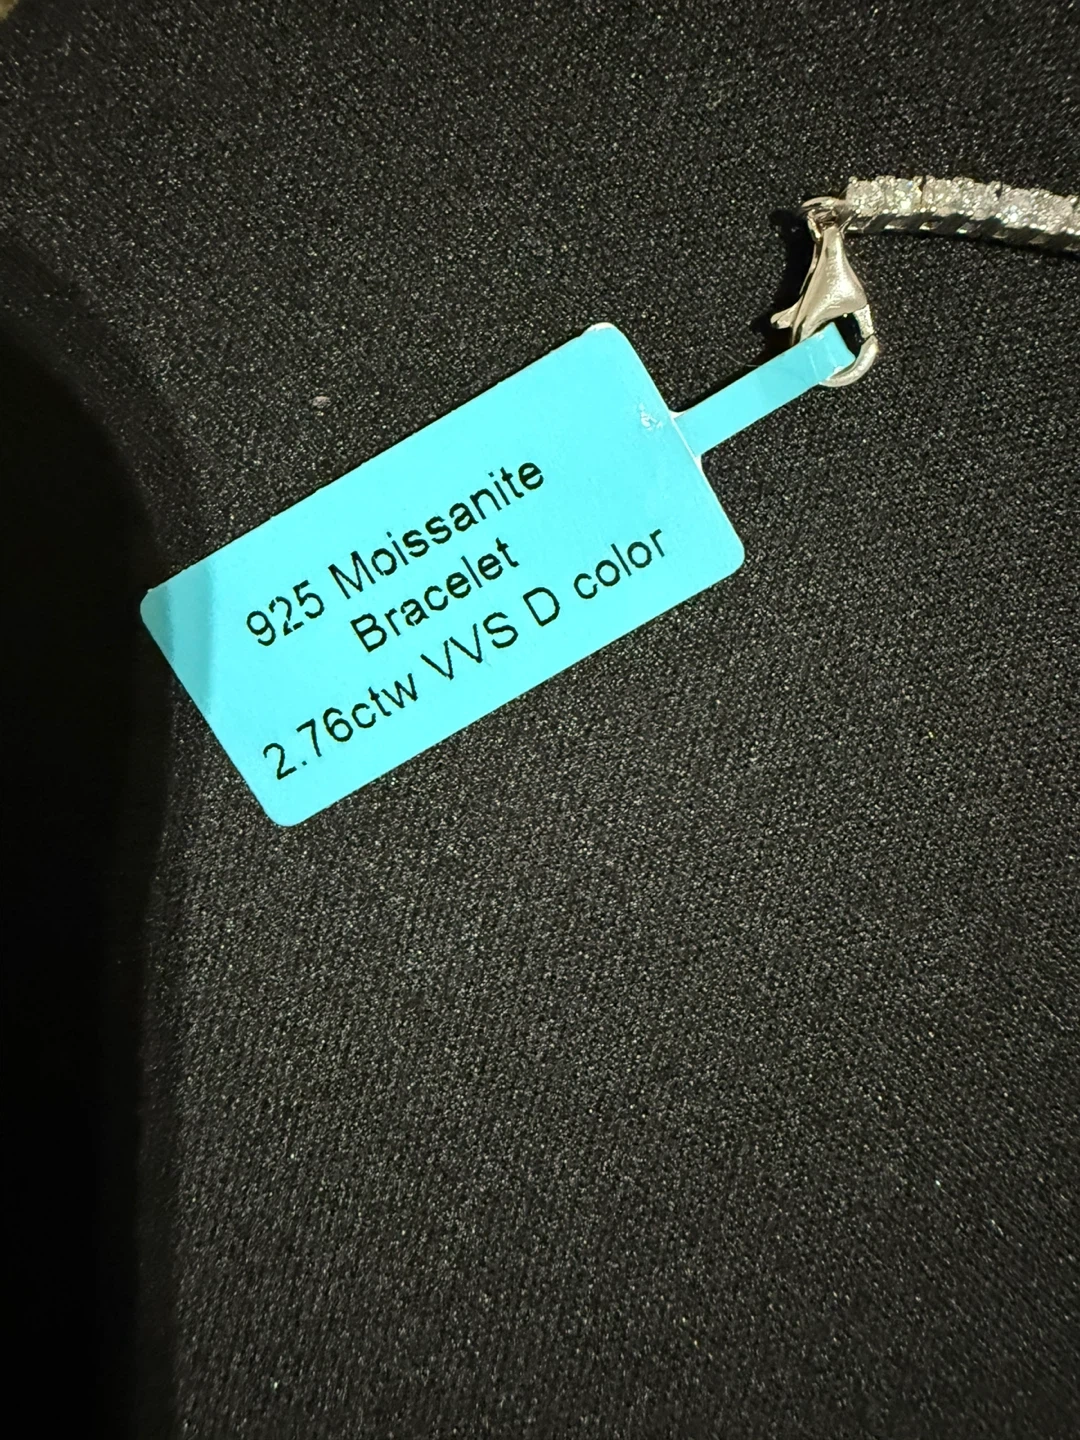 925 Moissanite
Bracelet
2.76ctw VVS D color